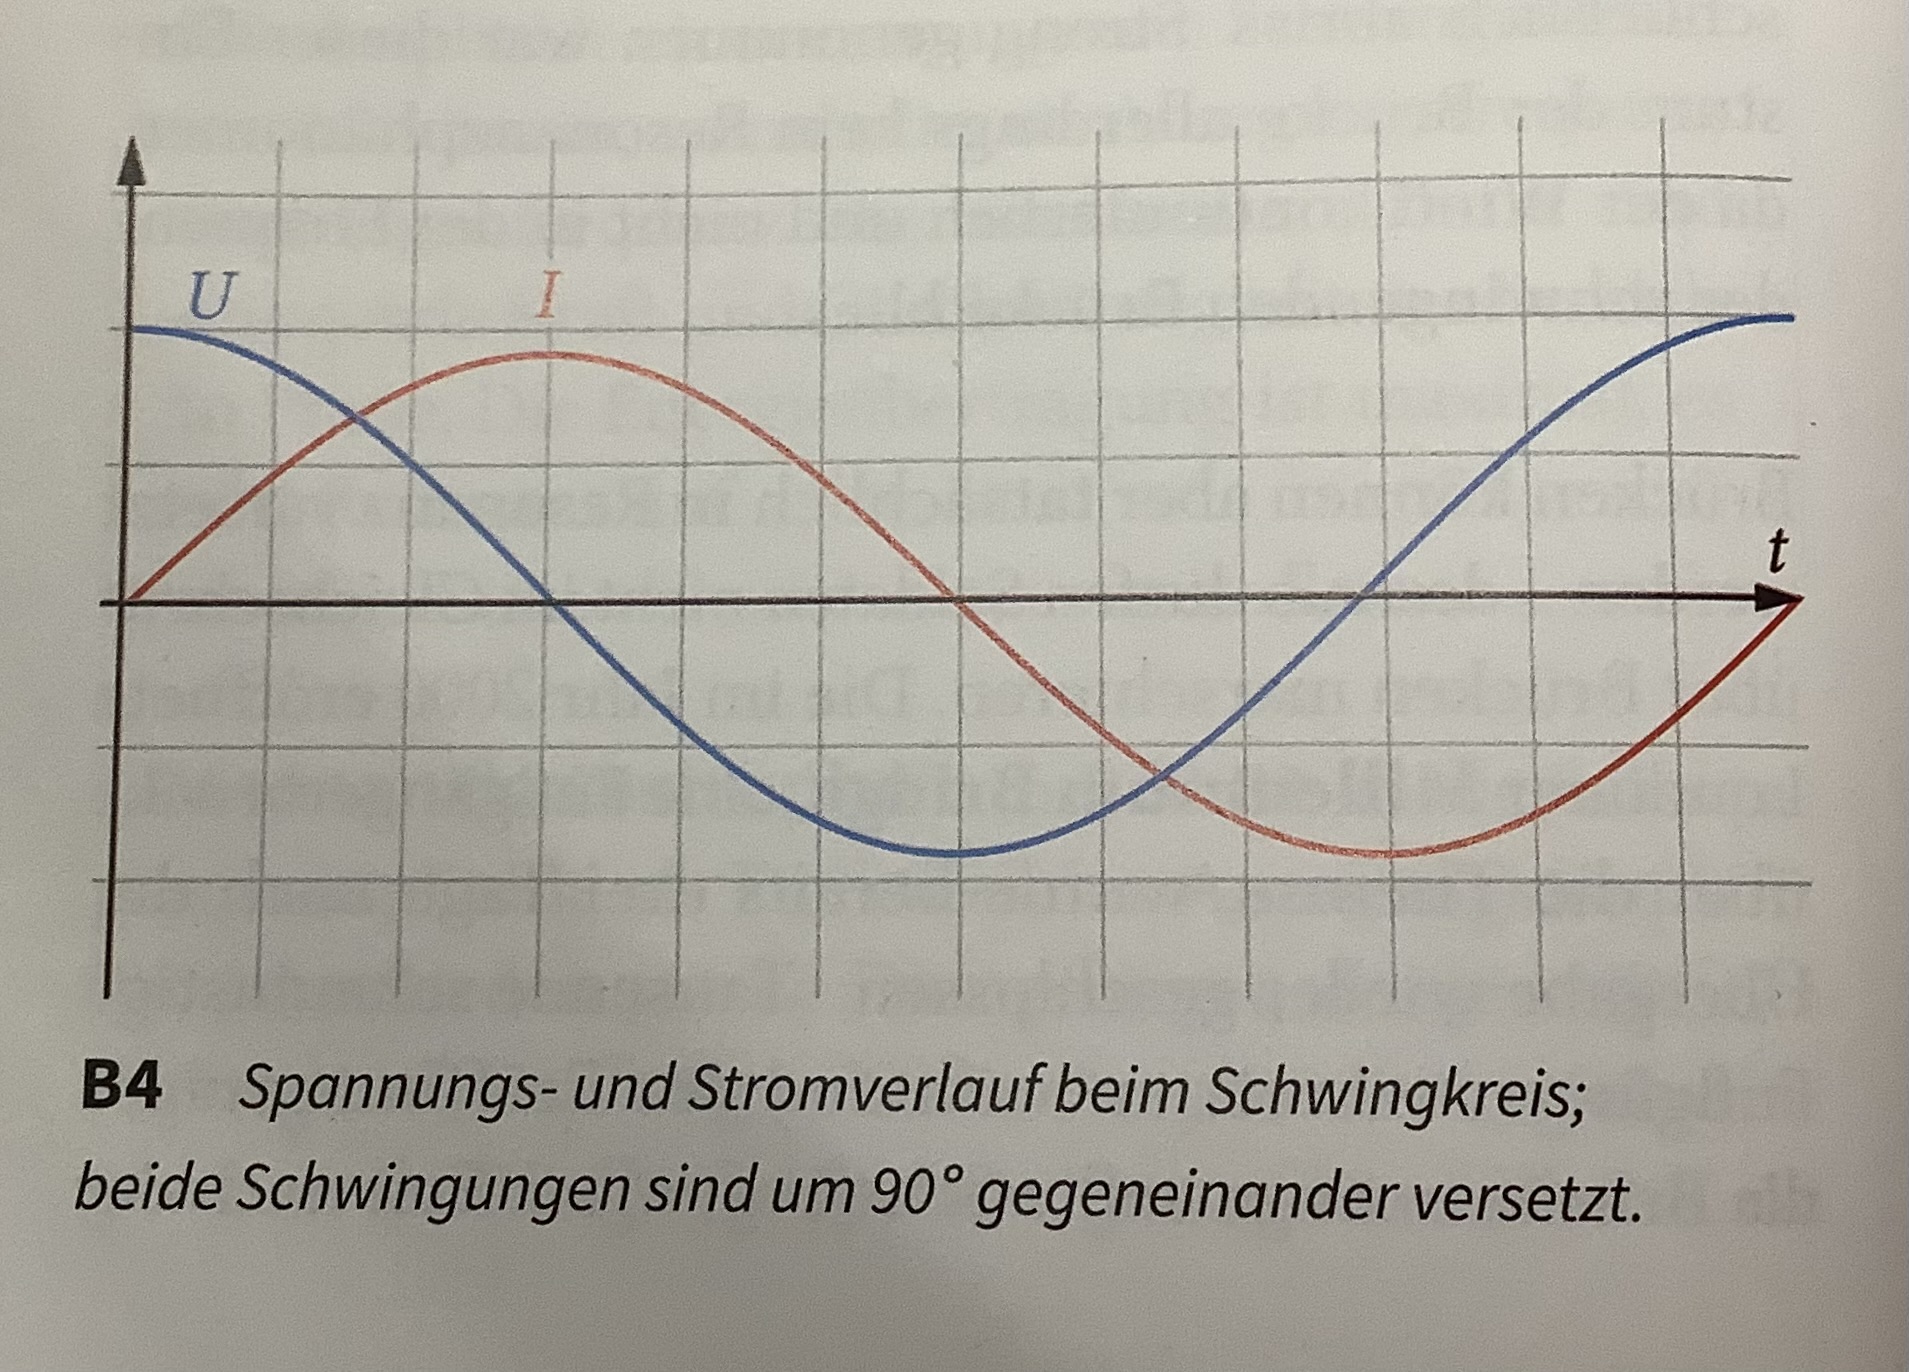 U
I
t
B4 Spannungs- und Stromverlauf beim Schwingkreis;
beide Schwingungen sind um 90° gegeneinander versetzt.